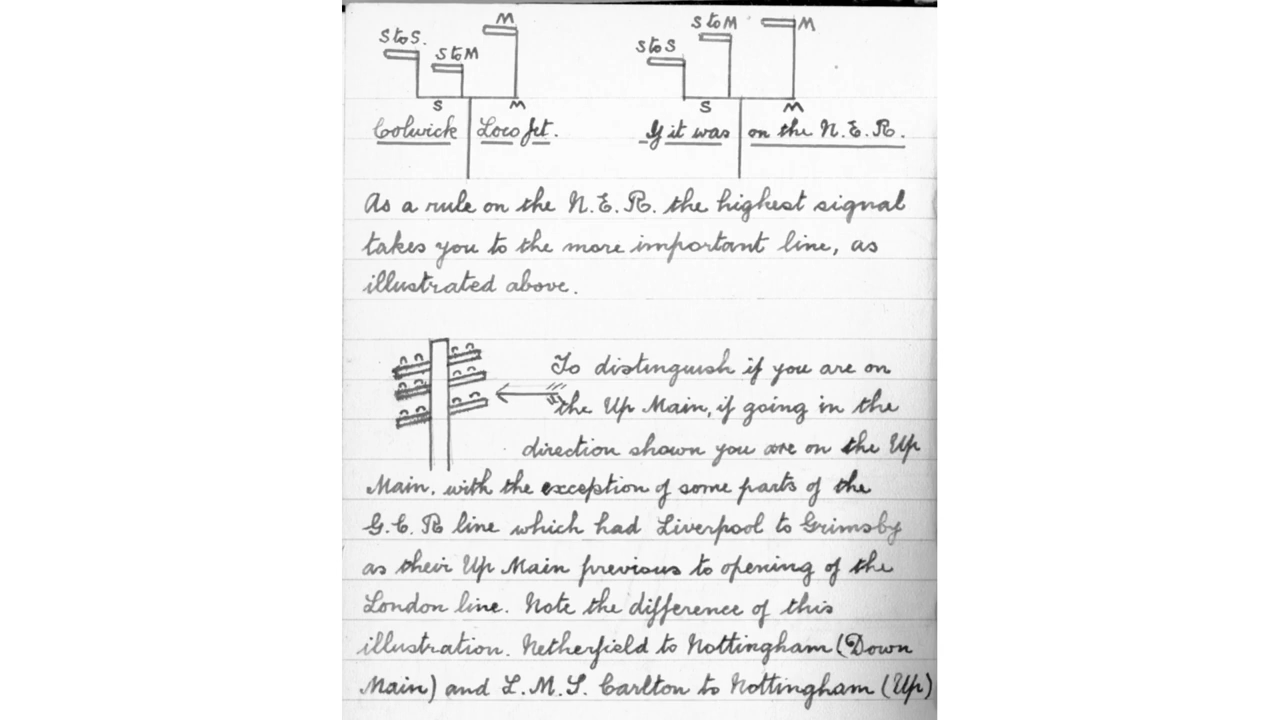 S to S.
S to M
M
S
M
Colwick Loco Jct.
S to S
S to M
M
S
M
If it was on the N.E.R.
As a rule on the N.E.R. the highest signal
takes you to the more important line, as
illustrated above.
To distinguish if you are on
the Up Main, if going in the
direction shown you are on the Up
Main. with the exception of some parts of the
G.C.R line which had Liverpool to Grimsby
as their Up Main previous to opening of the
London line. Note the difference of this
illustration. Netherfield to Nottingham (Down
Main) and L.M.S. Carlton to Nottingham (Up)